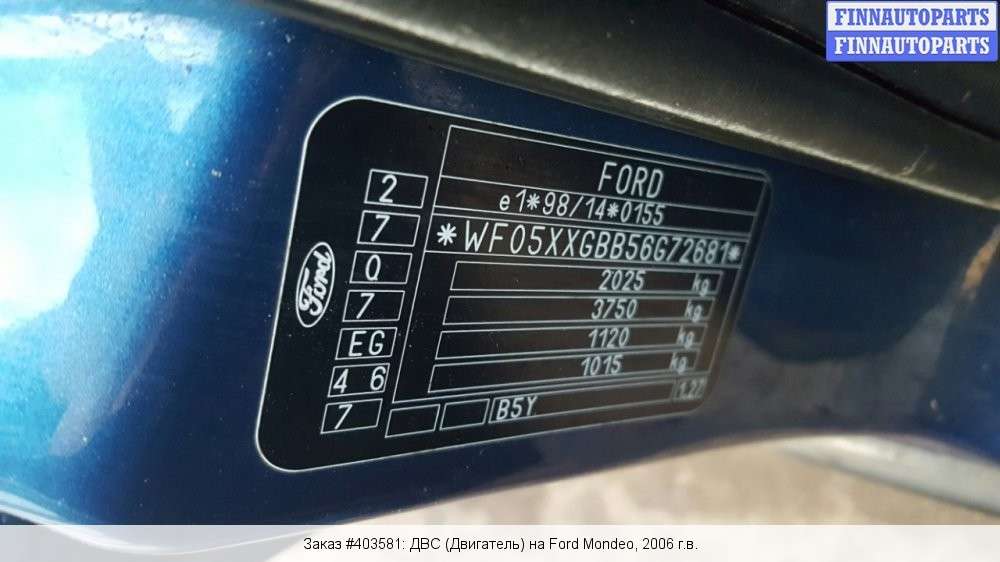 FINNAUTOPARTS
FINNAUTOPARTS
FORD
e1*98/14*0155
*WF05XXGBB56G72681*
2025 kg
3750 kg
1120 kg
1015 kg
B5Y 1.27
2
7
Q
7
EG
4 6
7
Ford
Заказ #403581: ДВС (Двигатель) на Ford Mondeo, 2006 г.в.